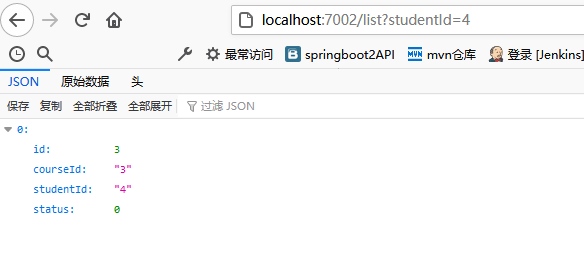 localhost:7002/list?studentId=4
最常访问 springboot2API mvn仓库 登录 [Jenkins]
JSON 原始数据 头
保存 复制 全部折叠 全部展开 过滤 JSON
0:
id: 3
courseId: "3"
studentId: "4"
status: 0